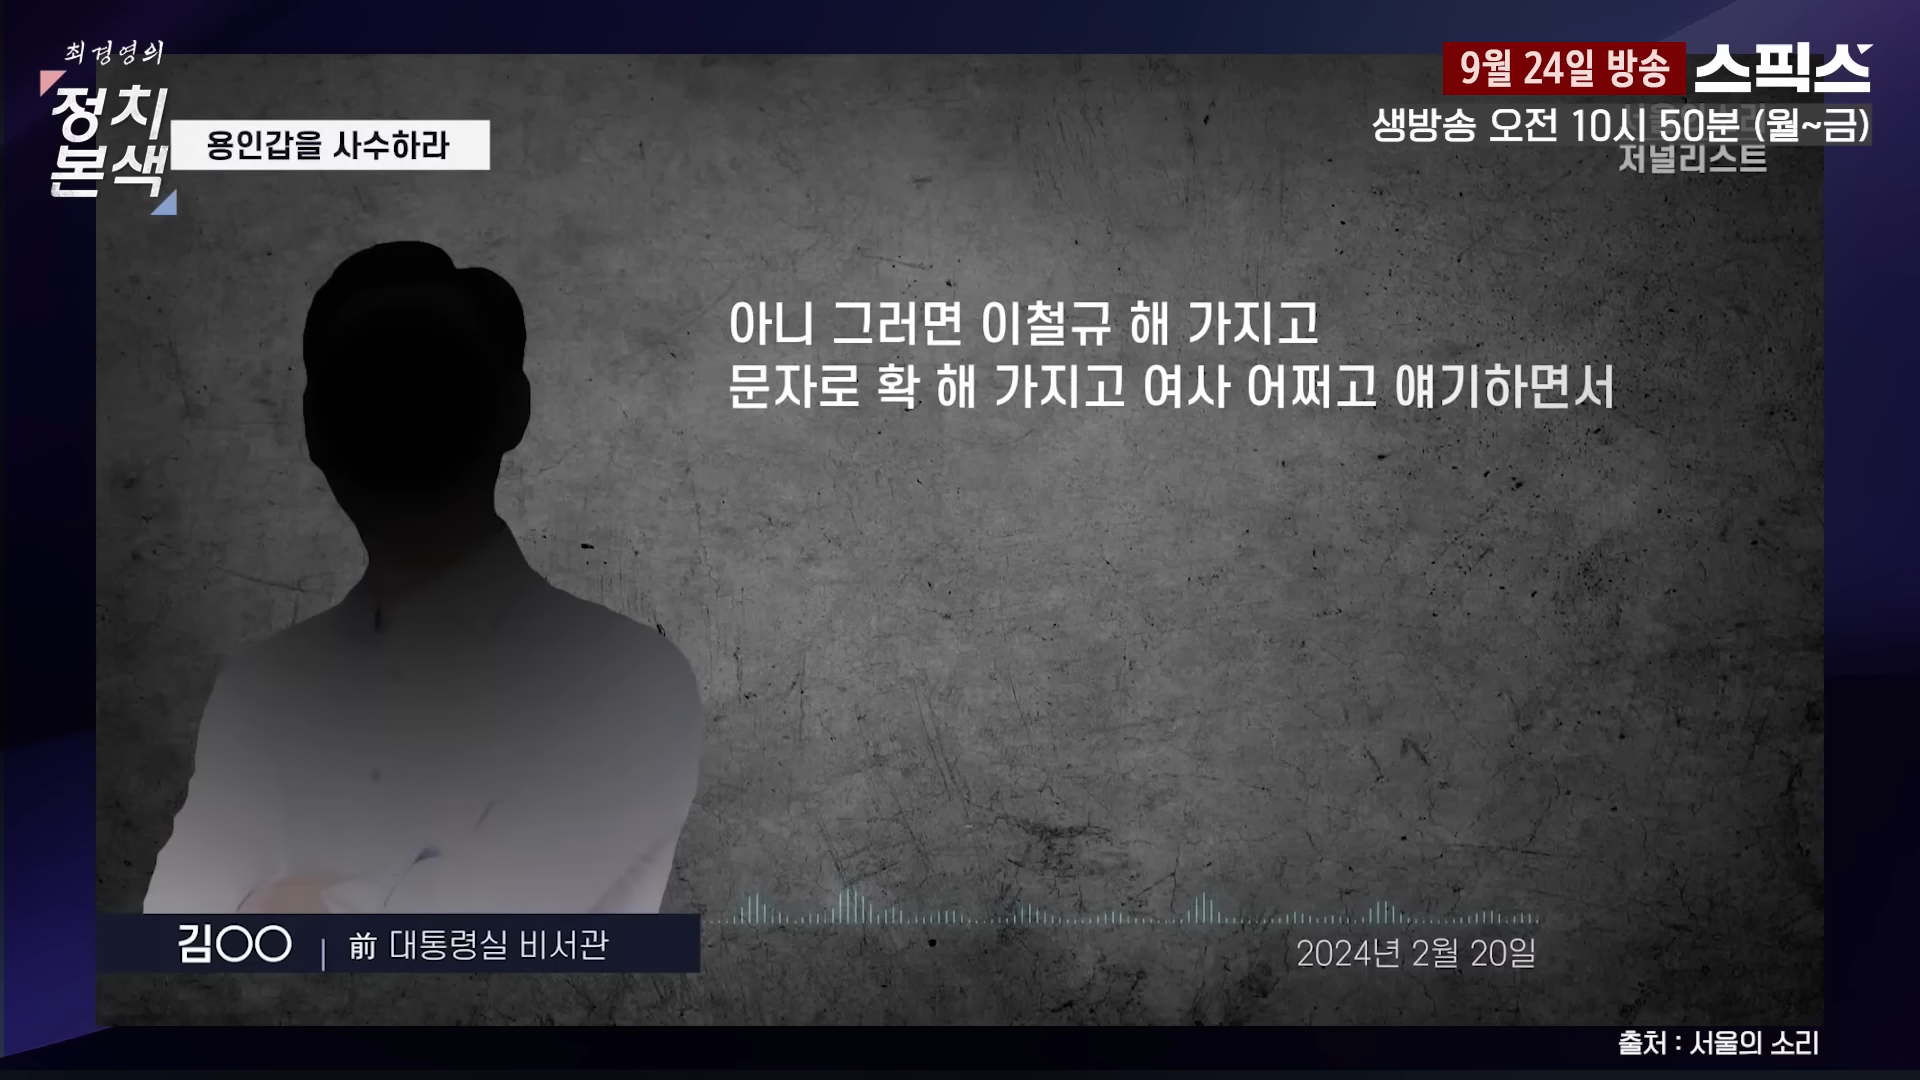 최경영의
정치
본색
용인갑을 사수하라
9월 24일 방송
스픽스
생방송 오전 10시 50분 (월~금)
저널리스트
아니 그러면 이철규 해 가지고
문자로 확 해 가지고 여사 어쩌고 얘기하면서
김○○ | 前 대통령실 비서관
2024년 2월 20일
출처 : 서울의 소리